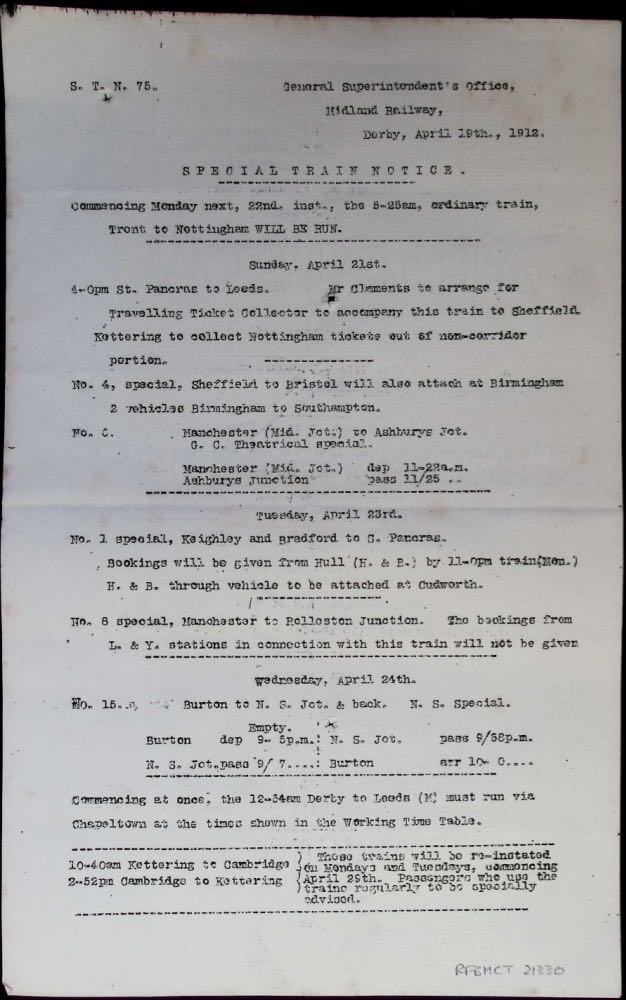 S. T. N. 75.
General Superintendent's Office,
Midland Railway,
Derby, April 19th., 1912.
SPECIAL TRAIN NOTICE.
Commencing Monday next, 22nd. inst., the 5-25am, ordinary train,
Trent to Nottingham WILL BE RUN.
Sunday. April 21st.
4-0pm St. Pancras to Leeds. Mr Clements to arrange for
Travelling Ticket Collector to accompany this train to Sheffield.
Kettering to collect Nottingham tickets out of non-corridor
portion.
No. 4, special, Sheffield to Bristol will also attach at Birmingham
2 vehicles Birmingham to Southampton.
No. Manchester (Mid. Jct.) to Ashburys Jct.
G. C. Theatrical special.
Manchester (Mid. Jct.) dep 11-22a.m.
Ashburys Junction pass 11/25 ..
Tuesday, April 23rd.
No. 1 special, Keighley and Bradford to S. Pancras.
Bookings will be given from Hull (H. & B.) by 11-0pm train(Mon.)
H. & B. through vehicle to be attached at Cudworth.
No. 8 special, Manchester to Rolleston Junction. The bookings from
L. & Y. stations in connection with this train will not be given
Wednesday, April 24th.
No. 15. Burton to N. S. Jct. & back. N. S. Special.
Empty.
Burton dep 9- 5p.m.: N. S. Jct. pass 9/58p.m.
N. S. Jct.pass 9/ 7....: Burton arr 10- 0....
Commencing at once, the 12-54am Derby to Leeds (M) must run via
Chapeltown at the times shown in the Working Time Table.
10-40am Kettering to Cambridge ) These trains will be re-instated
2-52pm Cambridge to Kettering ) on Mondays and Tuesdays, commencing
April 29th. Passengers who use the
trains regularly to be specially
advised.
RFBMCT 21330